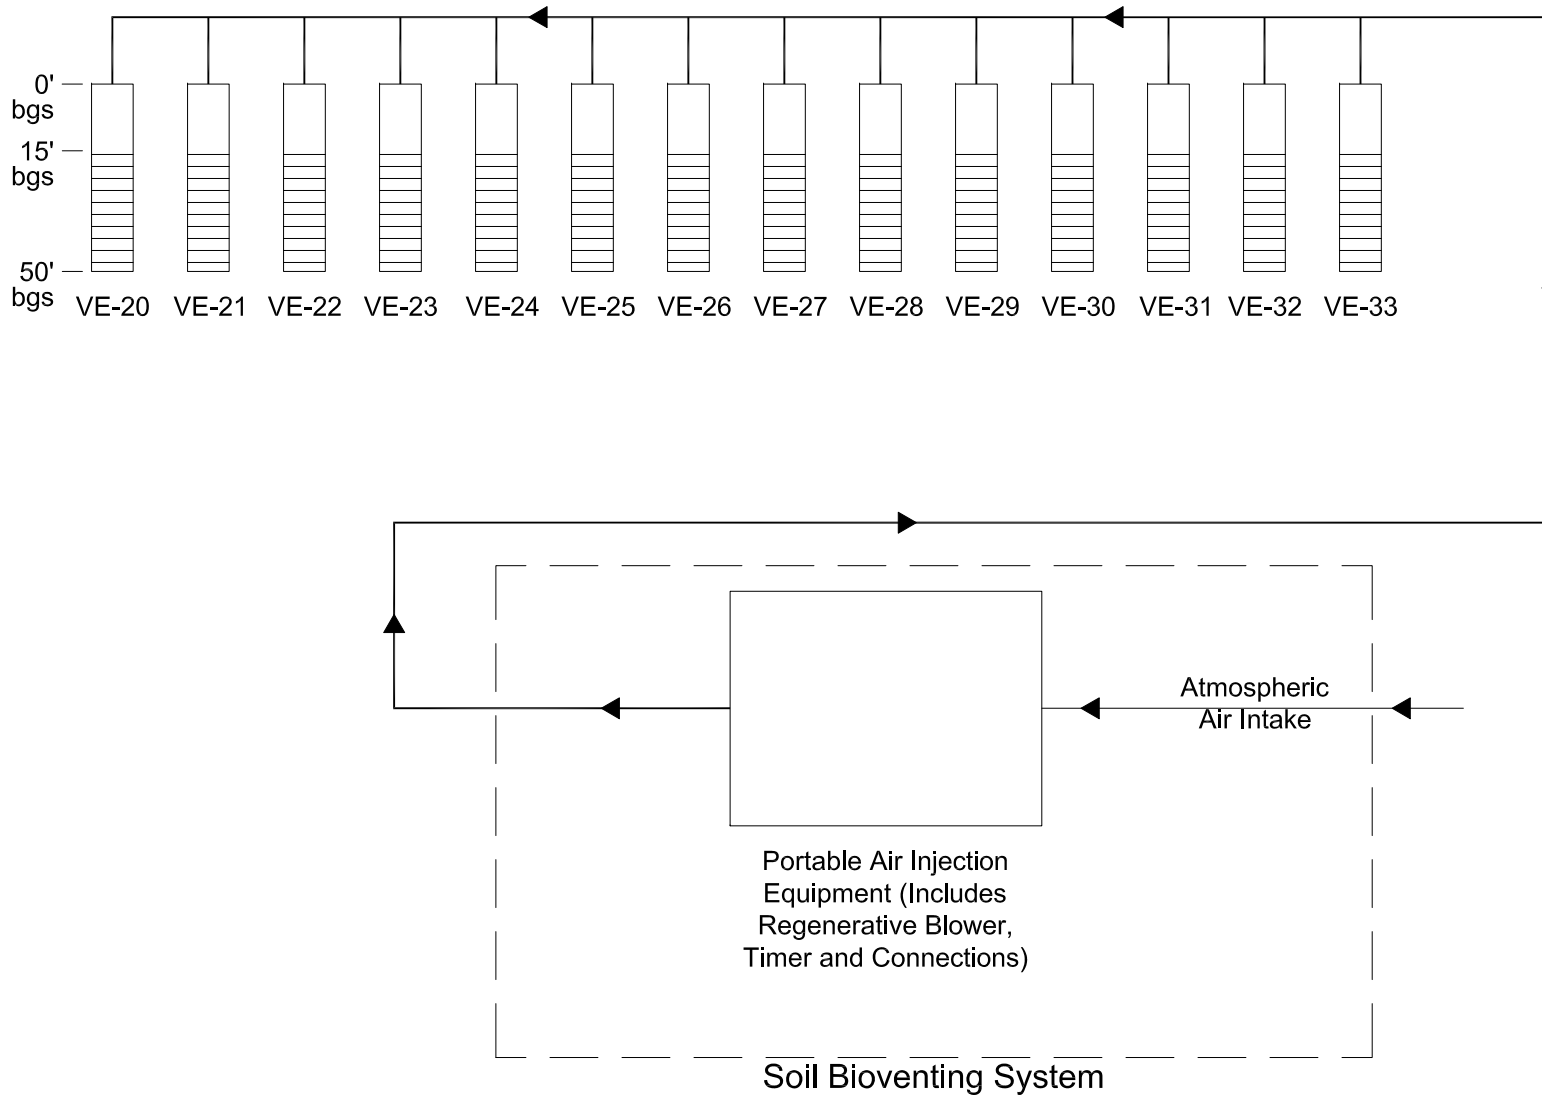 0'
bgs
15'
bgs
50'
bgs
VE-20 VE-21 VE-22 VE-23 VE-24 VE-25 VE-26 VE-27 VE-28 VE-29 VE-30 VE-31 VE-32 VE-33
Atmospheric
Air Intake
Portable Air Injection
Equipment (Includes
Regenerative Blower,
Timer and Connections)
Soil Bioventing System